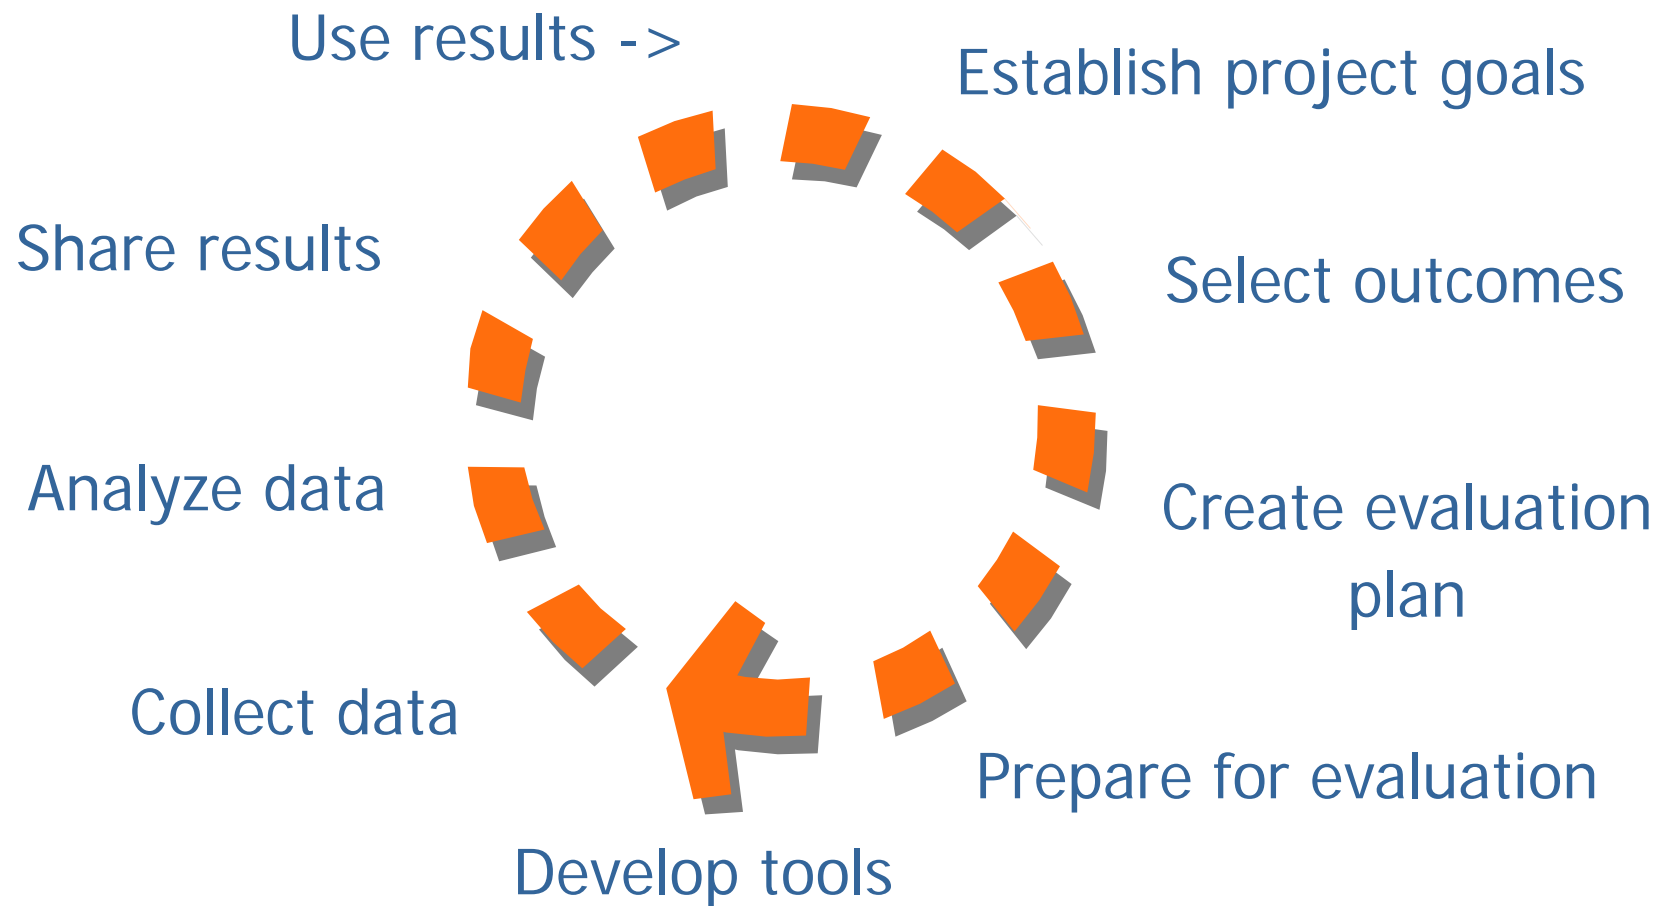 Use results ->
Establish project goals
Share results
Select outcomes
Analyze data
Create evaluation
plan
Collect data
Prepare for evaluation
Develop tools